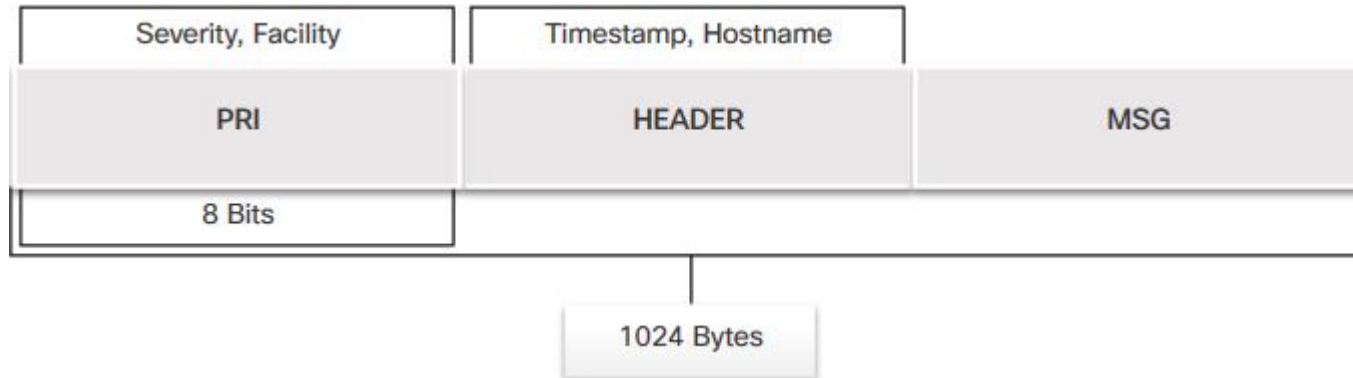 Severity, Facility
Timestamp, Hostname
PRI
HEADER
MSG
8 Bits
1024 Bytes